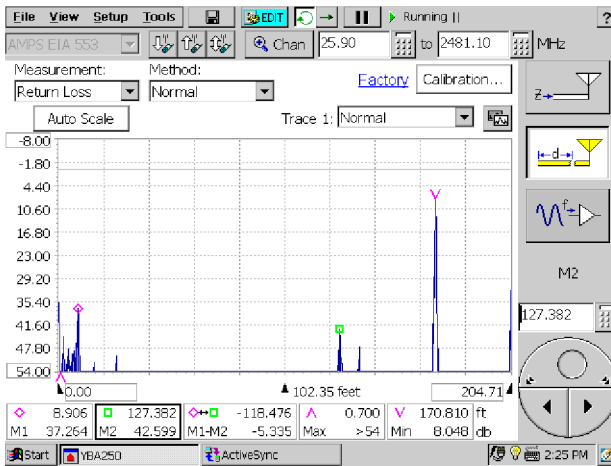 File View Setup Tools EDIT Running || ?
AMPS EIA 553 Chan 25.90 to 2481.10 MHz
Measurement: Method:
Return Loss Normal Factory Calibration...
Auto Scale Trace 1: Normal
Z
-8.00
-1.80
4.40
10.60
16.80
23.00
29.20
35.40
41.60
47.80
54.00
d
f
M2
127.382
0.00 102.35 feet 204.71
8.906 127.382 -118.476 0.700 170.810 ft
M1 37.264 M2 42.599 M1-M2 -5.335 Max >54 Min 8.048 db
Start YBA250 ActiveSync 2:25 PM